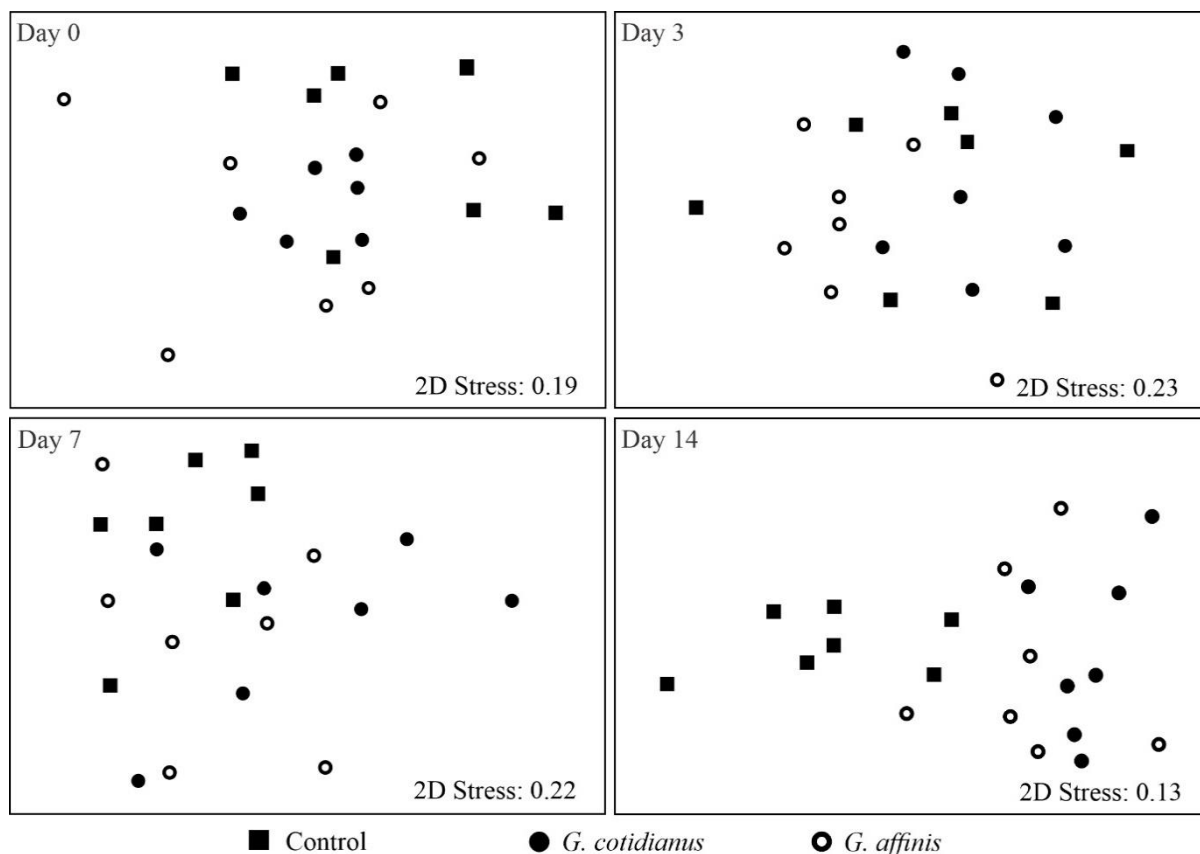 Day 0
2D Stress: 0.19
Day 3
2D Stress: 0.23
Day 7
2D Stress: 0.22
Day 14
2D Stress: 0.13
Control G. cotidianus G. affinis